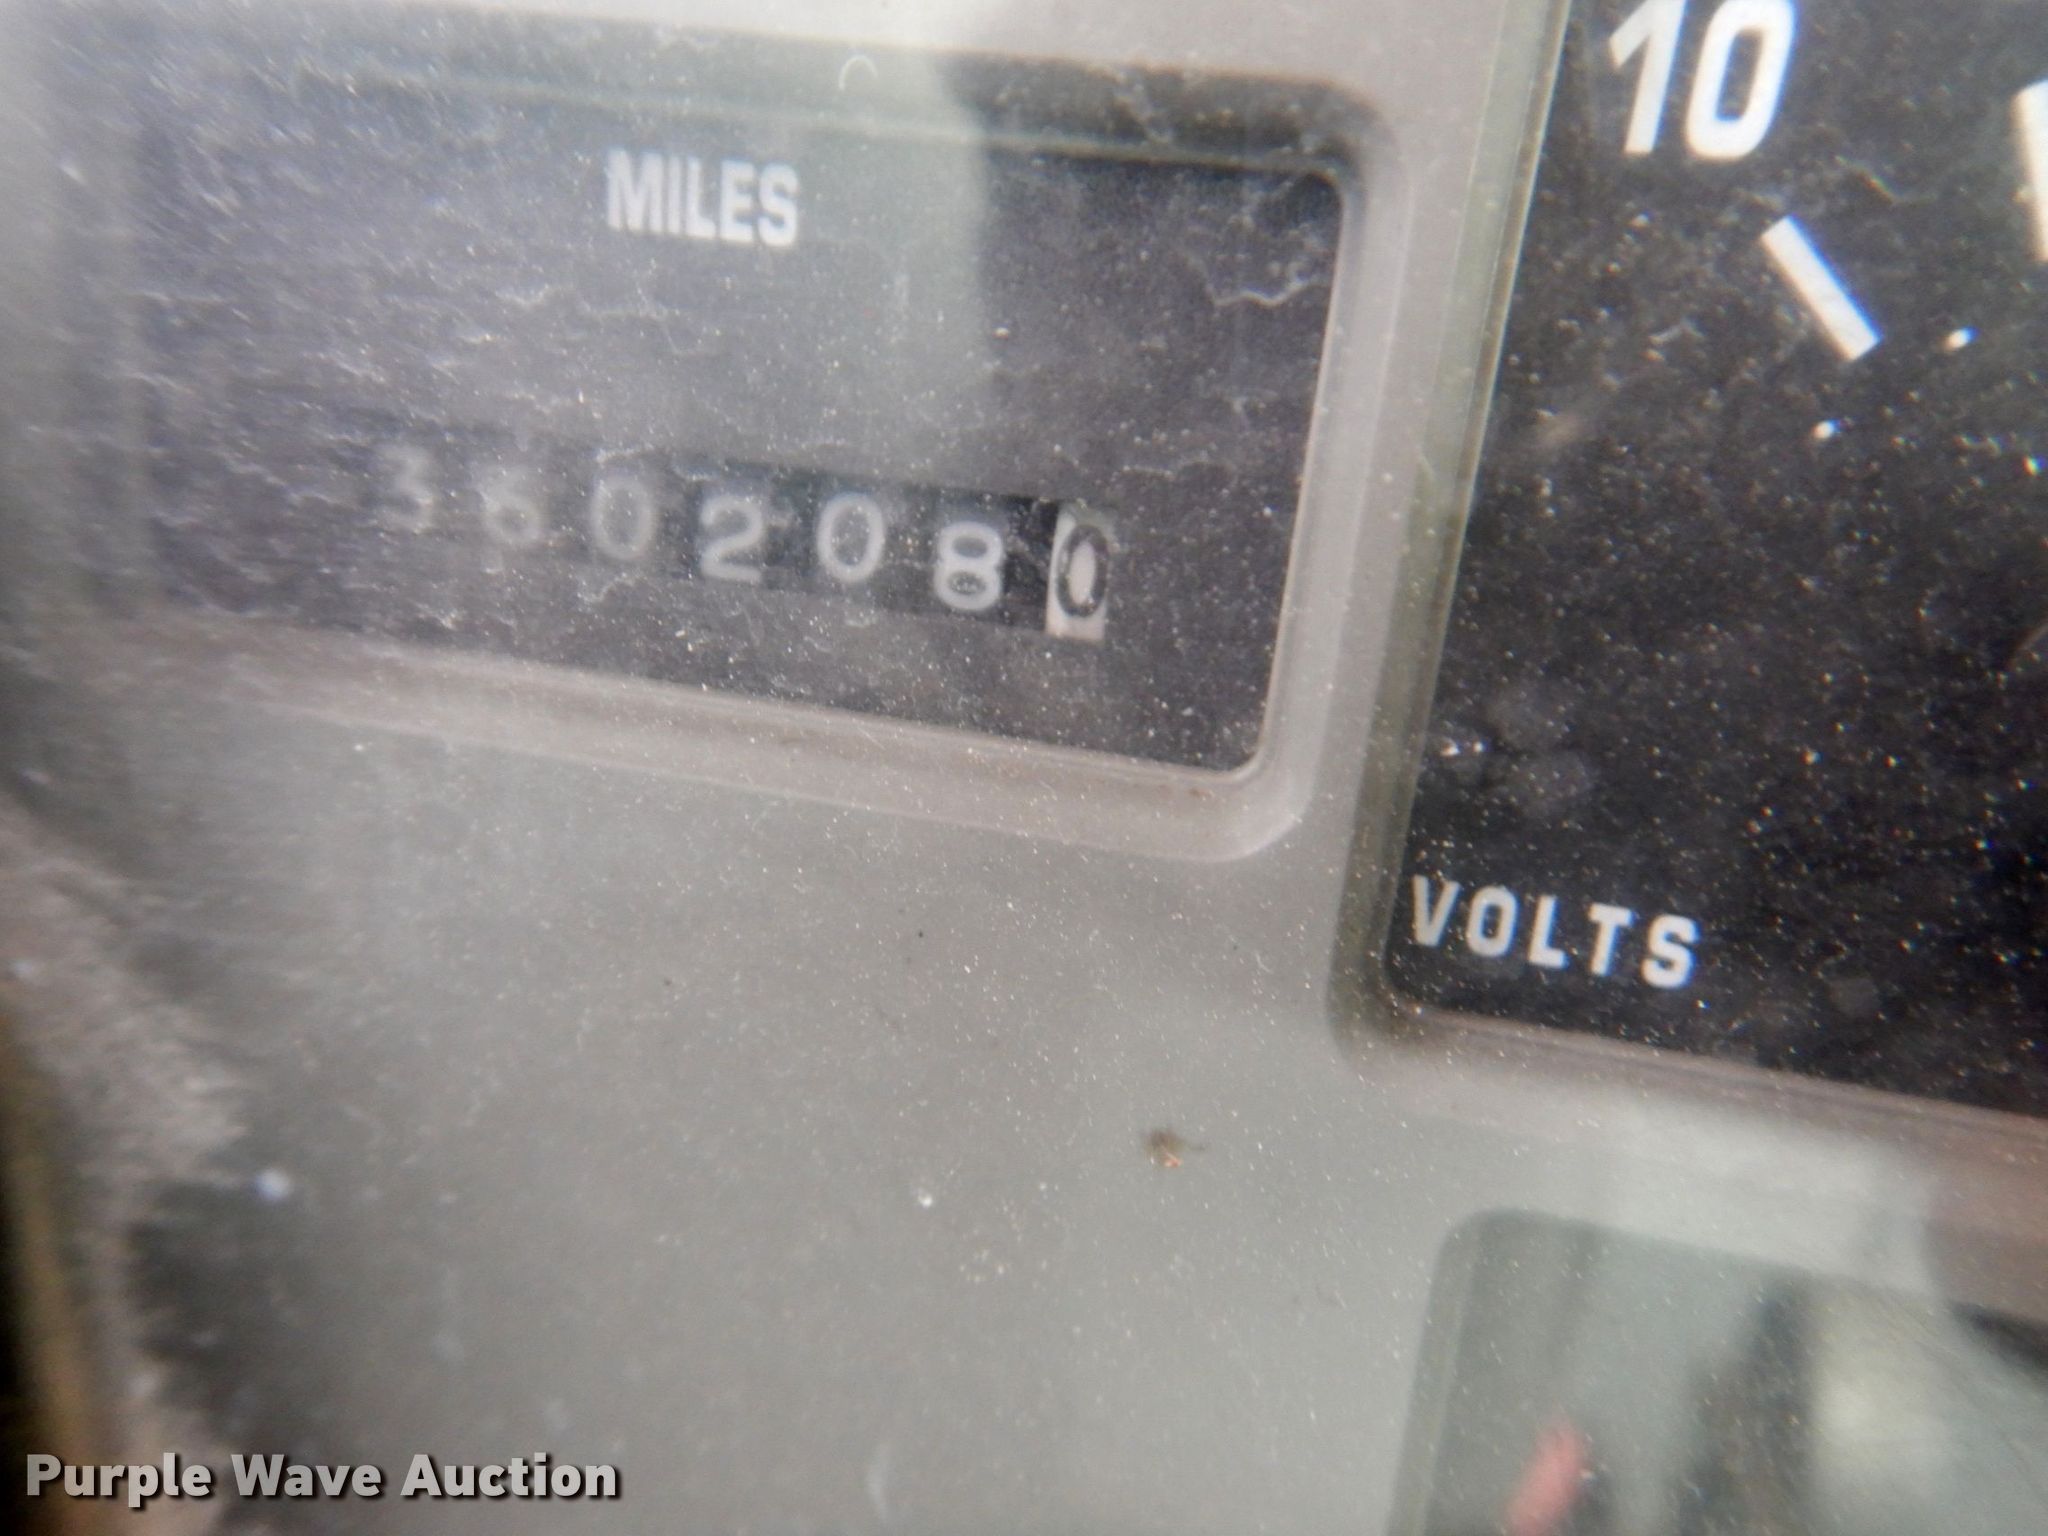 10
MILES
3602080
VOLTS
Purple Wave Auction